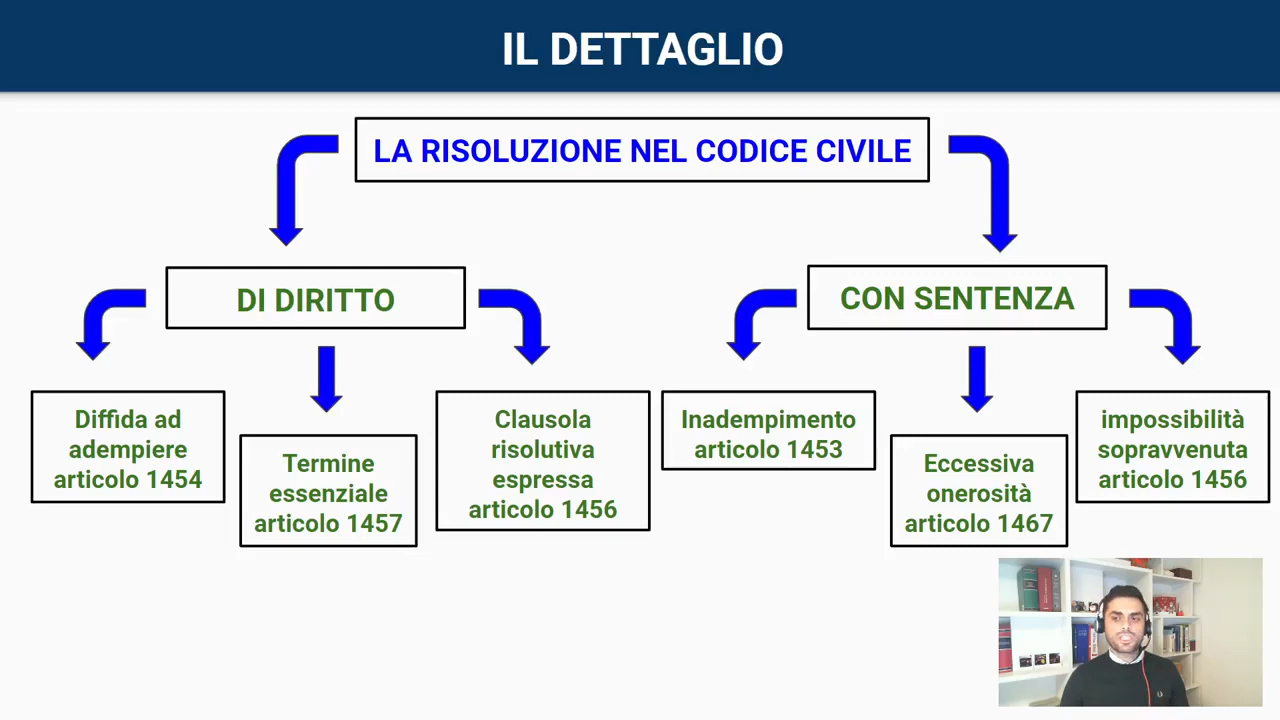 IL DETTAGLIO
LA RISOLUZIONE NEL CODICE CIVILE
DI DIRITTO
CON SENTENZA
Diffida ad
adempiere
articolo 1454
Termine
essenziale
articolo 1457
Clausola
risolutiva
espressa
articolo 1456
Inadempimento
articolo 1453
Eccessiva
onerosità
articolo 1467
impossibilità
sopravvenuta
articolo 1456